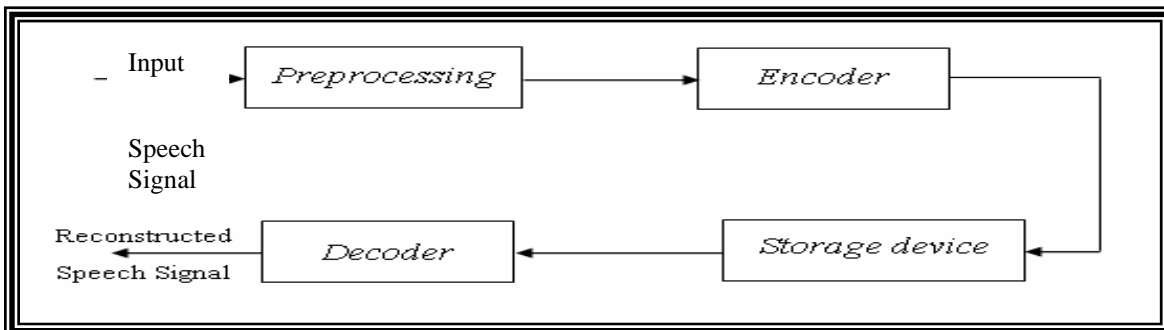 Input
Preprocessing
Encoder
Speech
Signal
Reconstructed
Speech Signal
Decoder
Storage device